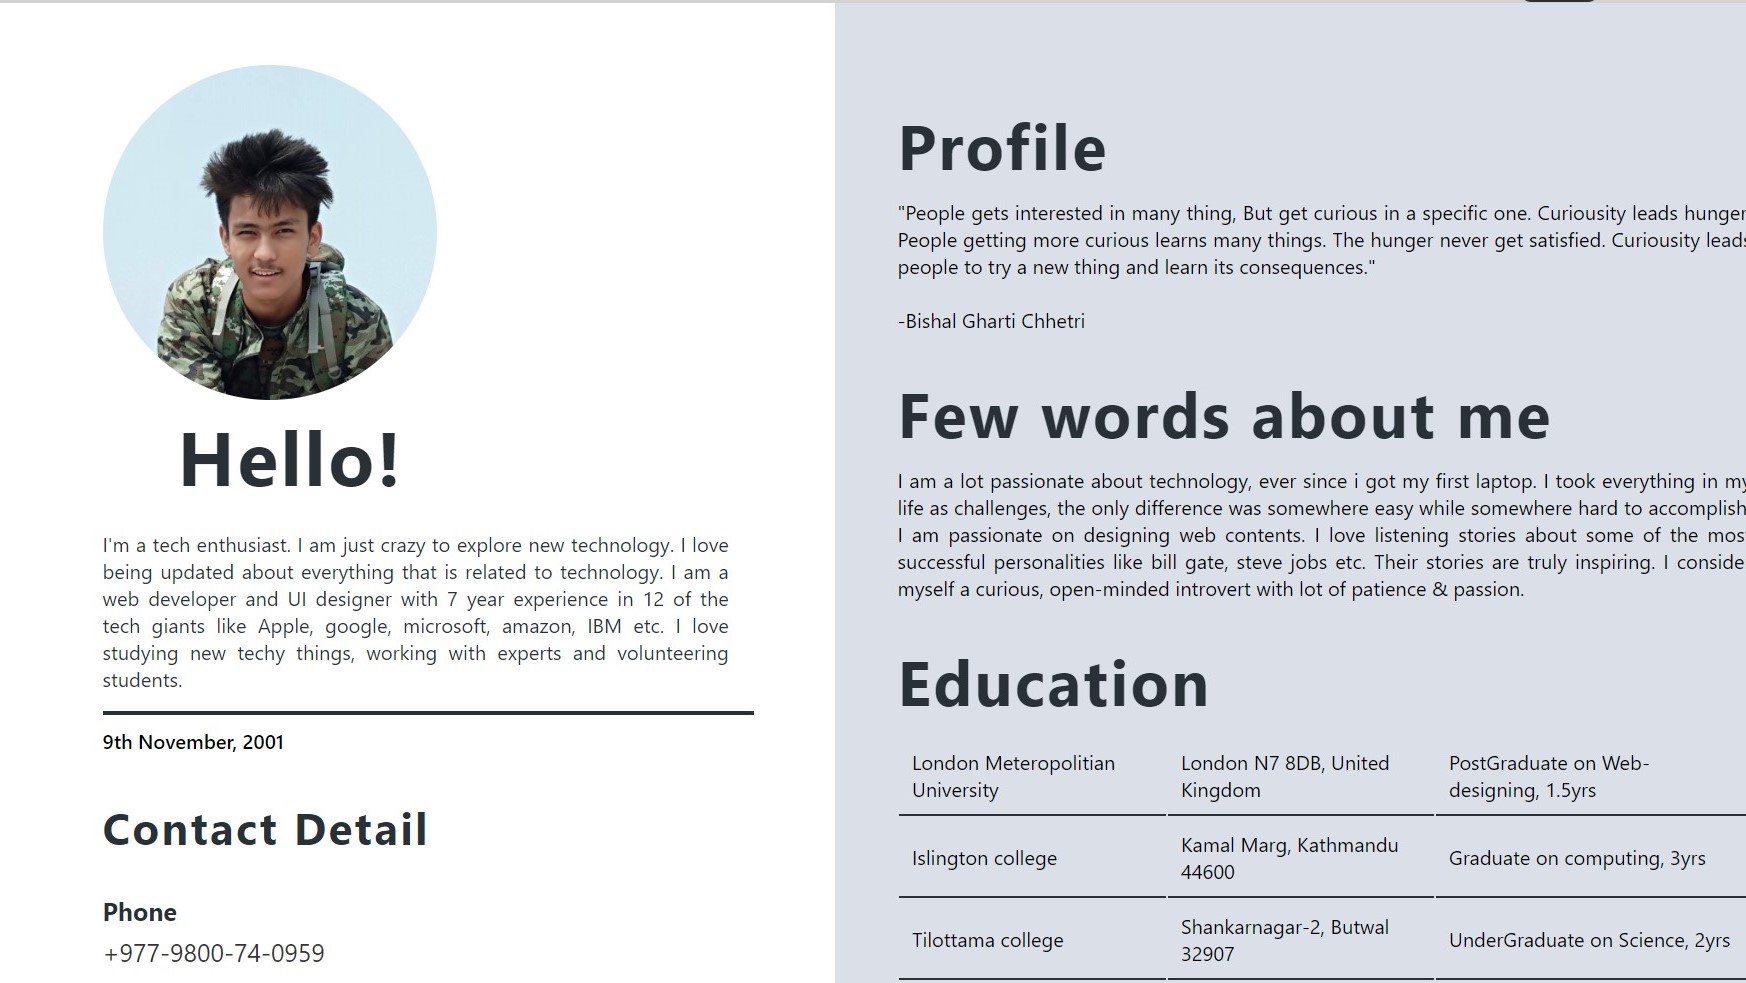 Hello!
I'm a tech enthusiast. I am just crazy to explore new technology. I love
being updated about everything that is related to technology. I am a
web developer and UI designer with 7 year experience in 12 of the
tech giants like Apple, google, microsoft, amazon, IBM etc. I love
studying new techy things, working with experts and volunteering
students.
9th November, 2001
Contact Detail
Phone
+977-9800-74-0959
Profile
"People gets interested in many thing, But get curious in a specific one. Curiousity leads hunger
People getting more curious learns many things. The hunger never get satisfied. Curiousity leads
people to try a new thing and learn its consequences."
-Bishal Gharti Chhetri
Few words about me
I am a lot passionate about technology, ever since i got my first laptop. I took everything in my
life as challenges, the only difference was somewhere easy while somewhere hard to accomplish
I am passionate on designing web contents. I love listening stories about some of the most
successful personalities like bill gate, steve jobs etc. Their stories are truly inspiring. I conside
myself a curious, open-minded introvert with lot of patience & passion.
Education
London Meteropolitian London N7 8DB, United PostGraduate on Web-
University Kingdom designing, 1.5yrs
Islington college Kamal Marg, Kathmandu 44600 Graduate on computing, 3yrs
Tilottama college Shankarnagar-2, Butwal 32907 UnderGraduate on Science, 2yrs